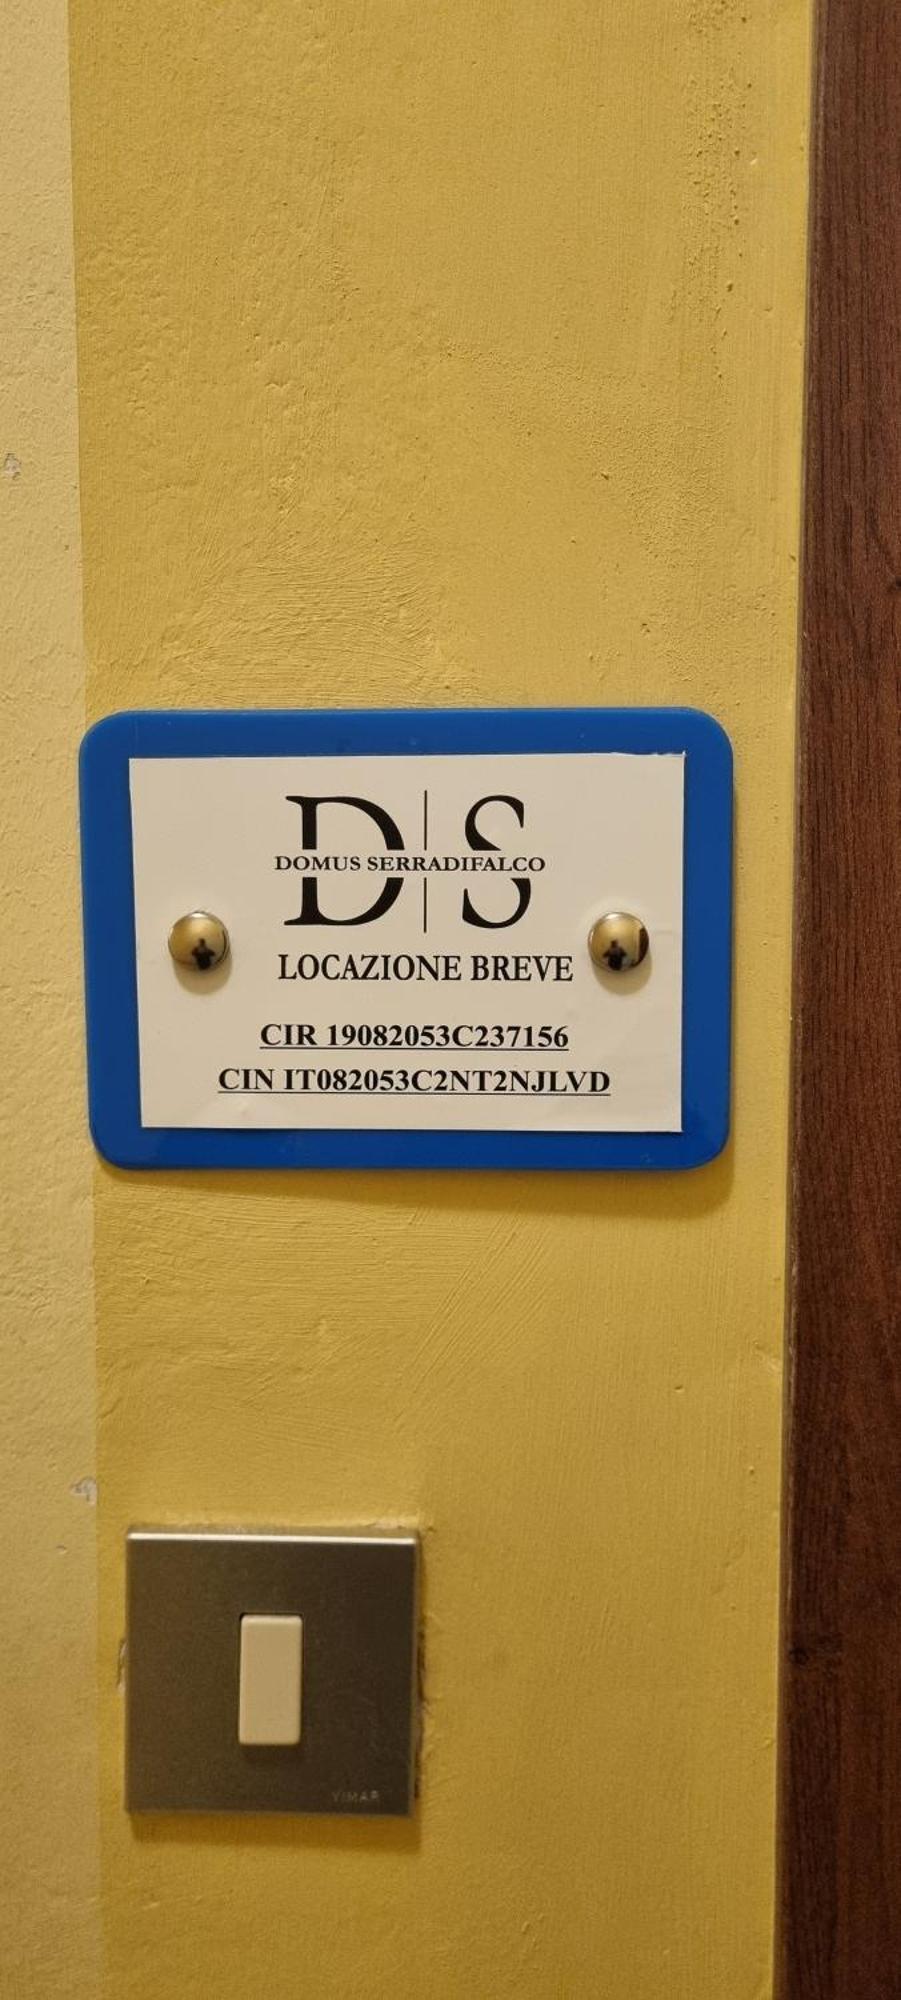 D|S
DOMUS SERRADIFALCO
LOCAZIONE BREVE
CIR 19082053C237156
CIN IT082053C2NT2NJLVD
VIMAR